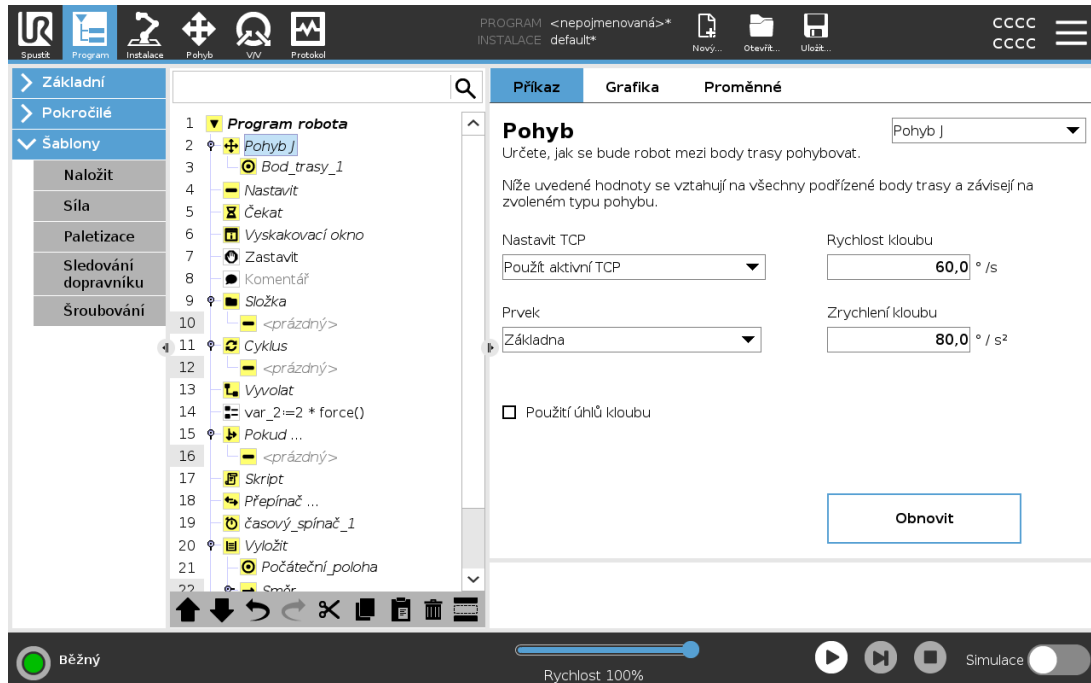 Spustit
Program
Instalace
Pohyb
V/V
Protokol
PROGRAM <nepojmenovaná>*
INSTALACE default*
Nový...
Otevřít...
Uložit...
CCCC
CCCC
Základní
Pokročilé
Šablony
Naložit
Síla
Paletizace
Sledování
dopravníku
Šroubování
1 Program robota
2 Pohyb J
3 Bod_trasy_1
4 Nastavit
5 Čekat
6 Vyskakovací okno
7 Zastavit
8 Komentář
9 Složka
10 <prázdný>
11 Cyklus
12 <prázdný>
13 Vyvolat
14 var_2:=2 * force()
15 Pokud ...
16 <prázdný>
17 Skript
18 Přepínač ...
19 časový_spínač_1
20 Vyložit
21 Počáteční_poloha
22 Směr
Příkaz
Grafika
Proměnné
Pohyb
Pohyb J
Určete, jak se bude robot mezi body trasy pohybovat.
Níže uvedené hodnoty se vztahují na všechny podřízené body trasy a závisejí na
zvoleném typu pohybu.
Nastavit TCP
Použít aktivní TCP
Rychlost kloubu
60,0 ° /s
Prvek
Základna
Zrychlení kloubu
80,0 ° / s²
Použití úhlů kloubu
Obnovit
Běžný
Rychlost 100%
Simulace